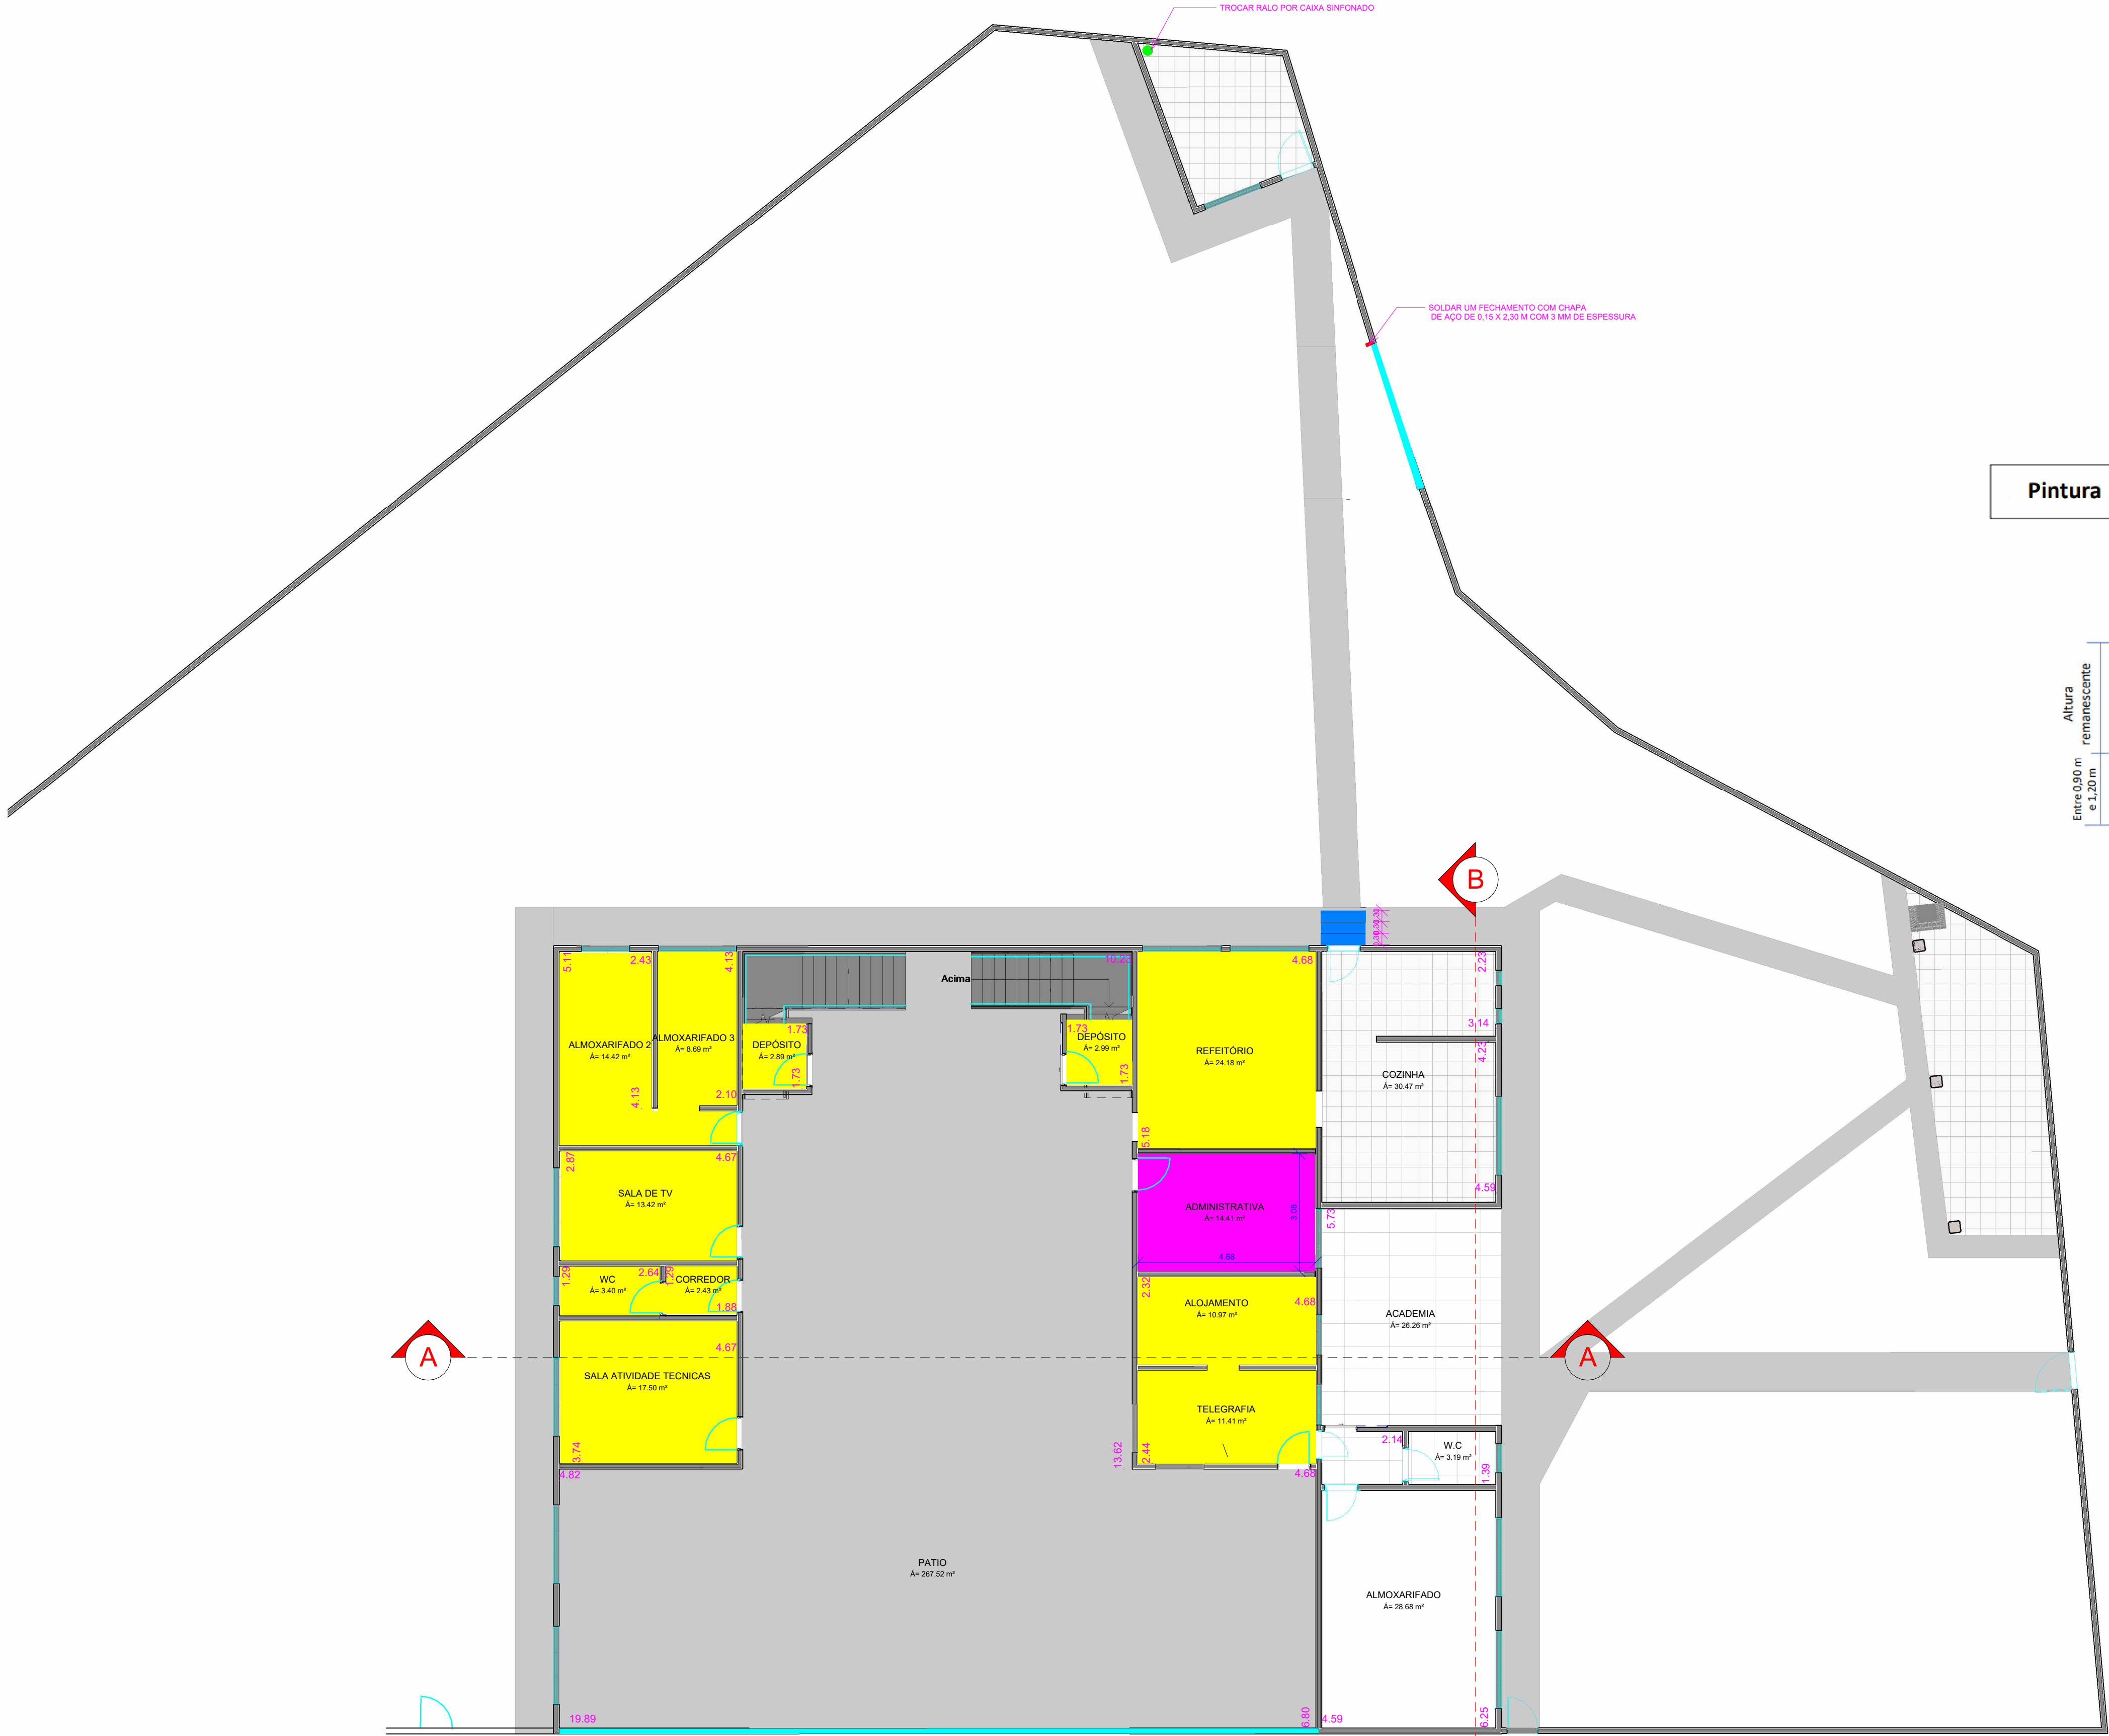 TROCAR RALO POR CAIXA SINFONADO
SOLDAR UM FECHAMENTO COM CHAPA
DE AÇO DE 0,15 X 2,30 M COM 3 MM DE ESPESSURA
Pintura
Altura
remanescente
Entre 0,90 m
e 1,20 m
B
5.11
2.43
4.13
10.23
4.68
2.23
Acima
ALMOXARIFADO 2
Á= 14.42 m²
ALMOXARIFADO 3
Á= 8.69 m²
1.73
DEPÓSITO
Á= 2.89 m²
1.73
1.73
DEPÓSITO
Á= 2.99 m²
1.73
REFEITÓRIO
Á= 24.18 m²
3.14
4.23
COZINHA
Á= 30.47 m²
4.13
2.10
5.18
2.87
4.67
SALA DE TV
Á= 13.42 m²
ADMINISTRATIVA
Á= 14.41 m²
3.08
4.68
4.59
5.73
1.29
WC
Á= 3.40 m²
2.64
1.29
CORREDOR
Á= 2.43 m²
1.88
2.32
ALOJAMENTO
Á= 10.97 m²
4.68
ACADEMIA
Á= 26.26 m²
A
A
4.67
SALA ATIVIDADE TECNICAS
Á= 17.50 m²
3.74
4.82
TELEGRAFIA
Á= 11.41 m²
13.62
2.44
4.68
2.14
W.C
Á= 3.19 m²
1.39
PATIO
Á= 267.52 m²
ALMOXARIFADO
Á= 28.68 m²
19.89
6.80
4.59
6.25